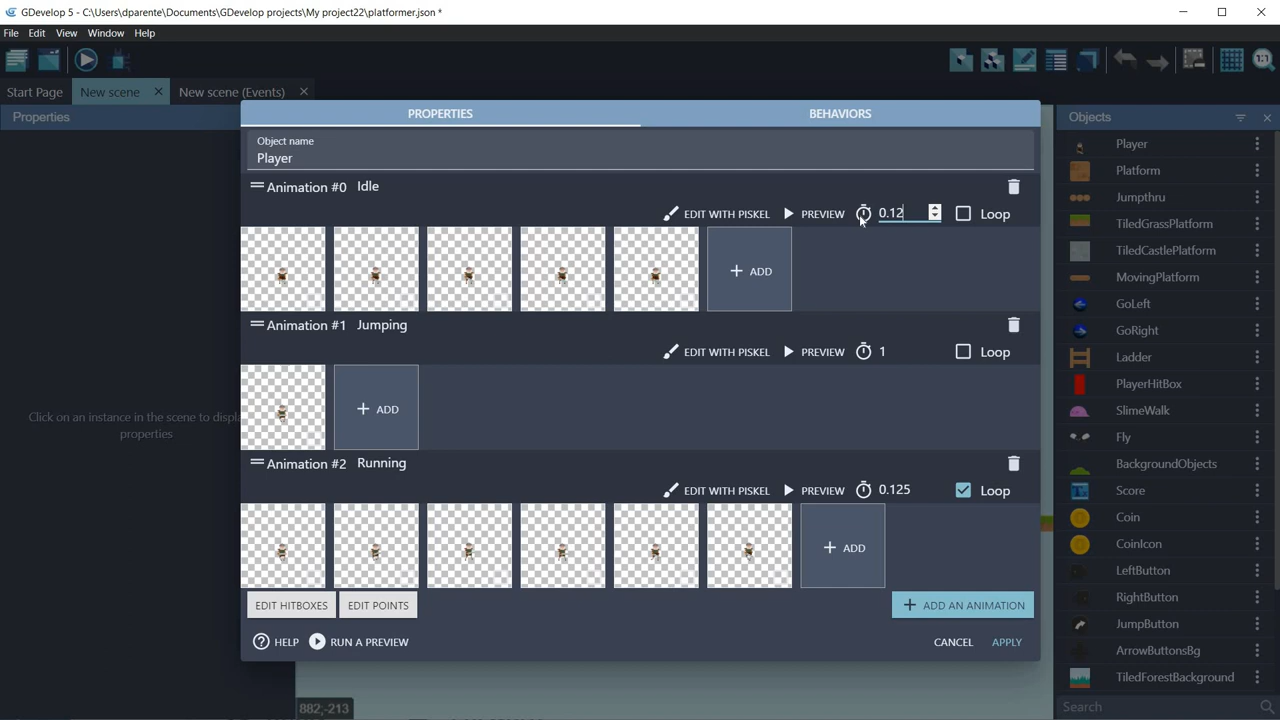 GDevelop 5 - C:\Users\dparente\Documents\GDevelop projects\My project22\platformer.json *
File Edit View Window Help
Start Page New scene New scene (Events)
Properties
Click on an instance in the scene to displ
properties
PROPERTIES BEHAVIORS
Object name
Player
Animation #0 Idle
EDIT WITH PISKEL PREVIEW 0.12 Loop
ADD
Animation #1 Jumping
EDIT WITH PISKEL PREVIEW 1 Loop
ADD
Animation #2 Running
EDIT WITH PISKEL PREVIEW 0.125 Loop
ADD
EDIT HITBOXES EDIT POINTS ADD AN ANIMATION
HELP RUN A PREVIEW CANCEL APPLY
882;-213
Objects
Player
Platform
Jumpthru
TiledGrassPlatform
TiledCastlePlatform
MovingPlatform
GoLeft
GoRight
Ladder
PlayerHitBox
SlimeWalk
Fly
BackgroundObjects
Score
Coin
CoinIcon
LeftButton
RightButton
JumpButton
ArrowButtonsBg
TiledForestBackground
Search
1:1